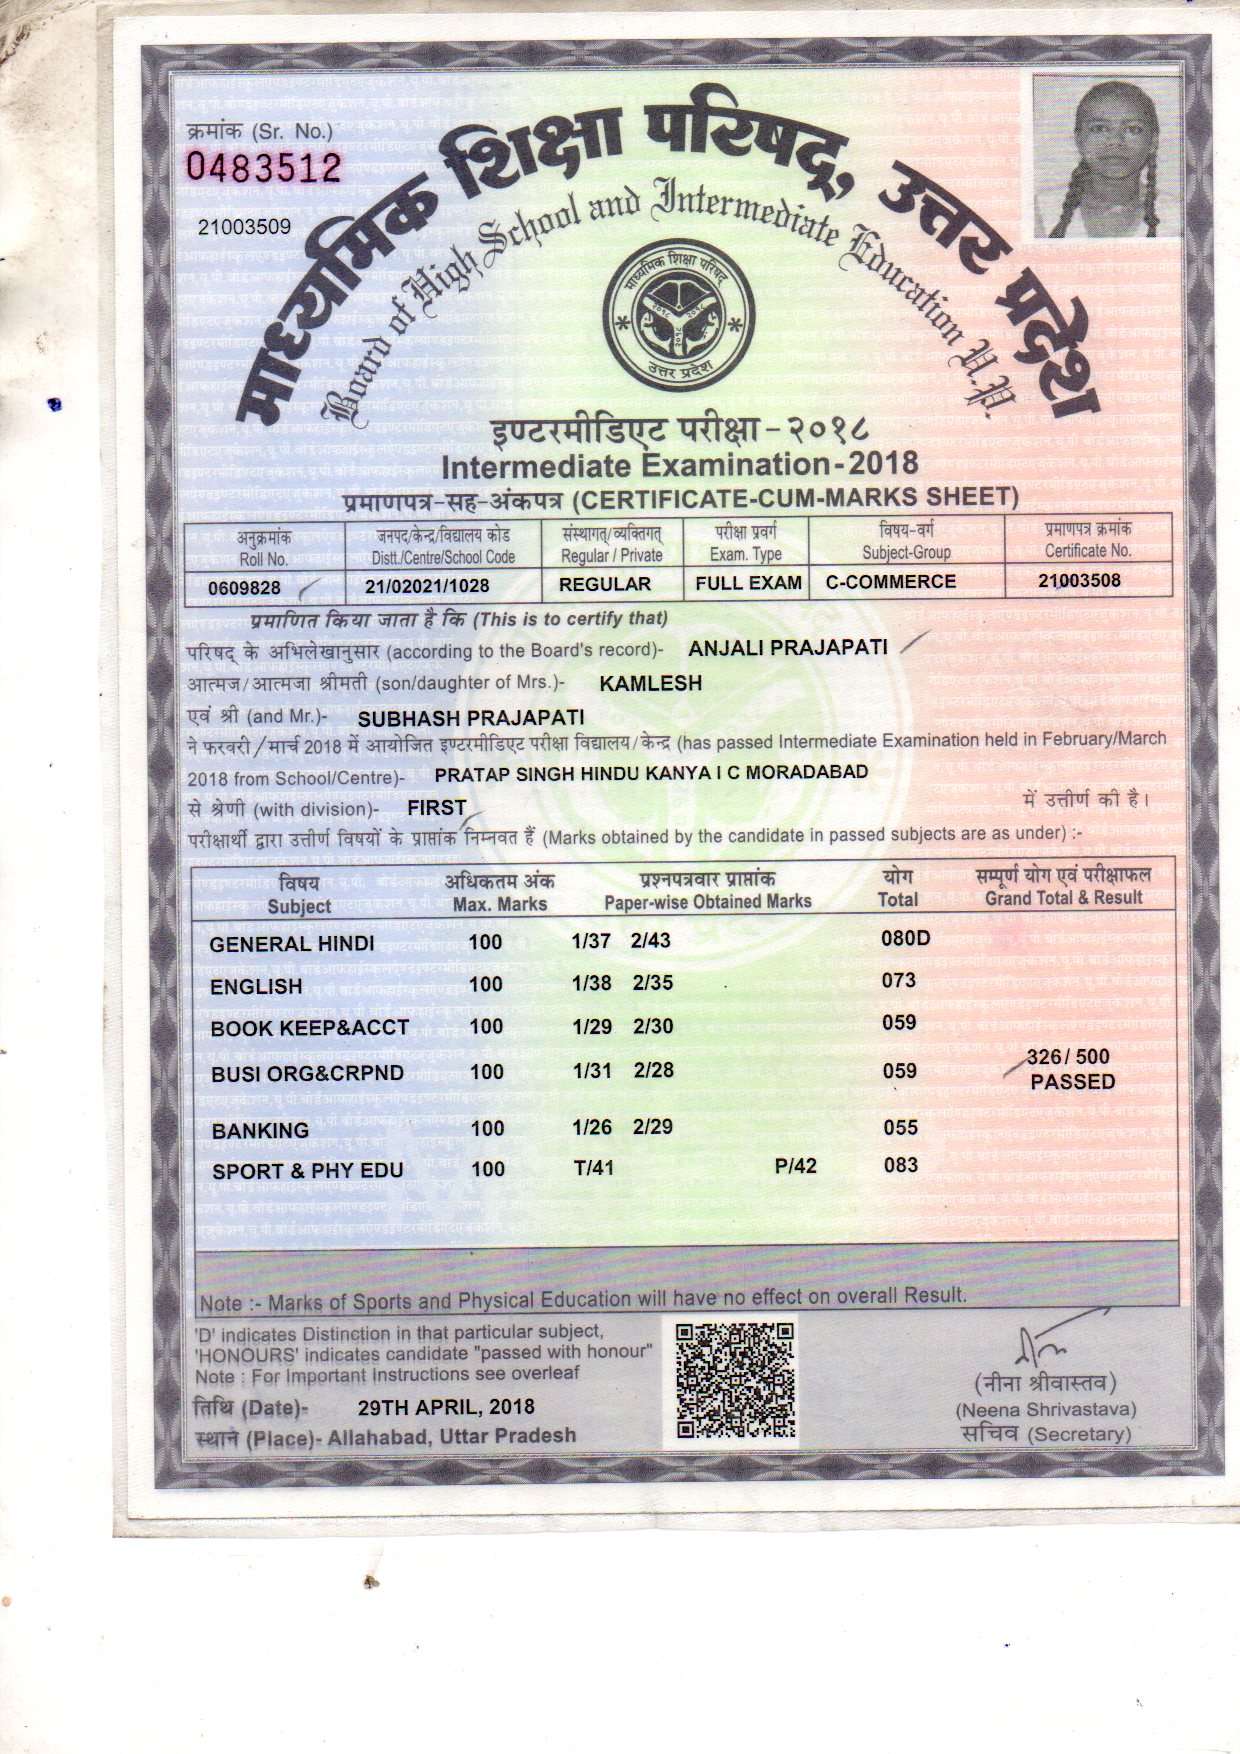 क्रमांक (Sr. No.)
0483512
21003509
माध्यमिक शिक्षा परिषद्, उत्तर प्रदेश
Board of High School and Intermediate Education U.P.
माध्यमिक शिक्षा परिषद्
२०१८ २०१८
२०१८
उत्तर प्रदेश
इण्टरमीडिएट परीक्षा - २०१८
Intermediate Examination - 2018
प्रमाणपत्र-सह-अंकपत्र (CERTIFICATE-CUM-MARKS SHEET)
अनुक्रमांक जनपद/केन्द्र/विद्यालय कोड संस्थागत्/व्यक्तिगत् परीक्षा प्रवर्ग विषय-वर्ग प्रमाणपत्र क्रमांक
Roll No. Distt./Centre/School Code Regular / Private Exam. Type Subject-Group Certificate No.
0609828 21/02021/1028 REGULAR FULL EXAM C-COMMERCE 21003508
प्रमाणित किया जाता है कि (This is to certify that)
परिषद् के अभिलेखानुसार (according to the Board's record)- ANJALI PRAJAPATI
आत्मज/आत्मजा श्रीमती (son/daughter of Mrs.)- KAMLESH
एवं श्री (and Mr.)- SUBHASH PRAJAPATI
ने फरवरी/मार्च 2018 में आयोजित इण्टरमीडिएट परीक्षा विद्यालय/केन्द्र (has passed Intermediate Examination held in February/March
2018 from School/Centre)- PRATAP SINGH HINDU KANYA I C MORADABAD
से श्रेणी (with division)- FIRST में उत्तीर्ण की है।
परीक्षार्थी द्वारा उत्तीर्ण विषयों के प्राप्तांक निम्नवत हैं (Marks obtained by the candidate in passed subjects are as under) :-
विषय अधिकतम अंक प्रश्नपत्रवार प्राप्तांक योग सम्पूर्ण योग एवं परीक्षाफल
Subject Max. Marks Paper-wise Obtained Marks Total Grand Total & Result
GENERAL HINDI 100 1/37 2/43 080D
ENGLISH 100 1/38 2/35 073
BOOK KEEP&ACCT 100 1/29 2/30 059
BUSI ORG&CRPND 100 1/31 2/28 059 326/ 500
PASSED
BANKING 100 1/26 2/29 055
SPORT & PHY EDU 100 T/41 P/42 083
Note :- Marks of Sports and Physical Education will have no effect on overall Result.
'D' indicates Distinction in that particular subject,
'HONOURS' indicates candidate "passed with honour"
Note : For Important Instructions see overleaf
तिथि (Date)- 29TH APRIL, 2018
स्थान (Place)- Allahabad, Uttar Pradesh
(नीना श्रीवास्तव)
(Neena Shrivastava)
सचिव (Secretary)